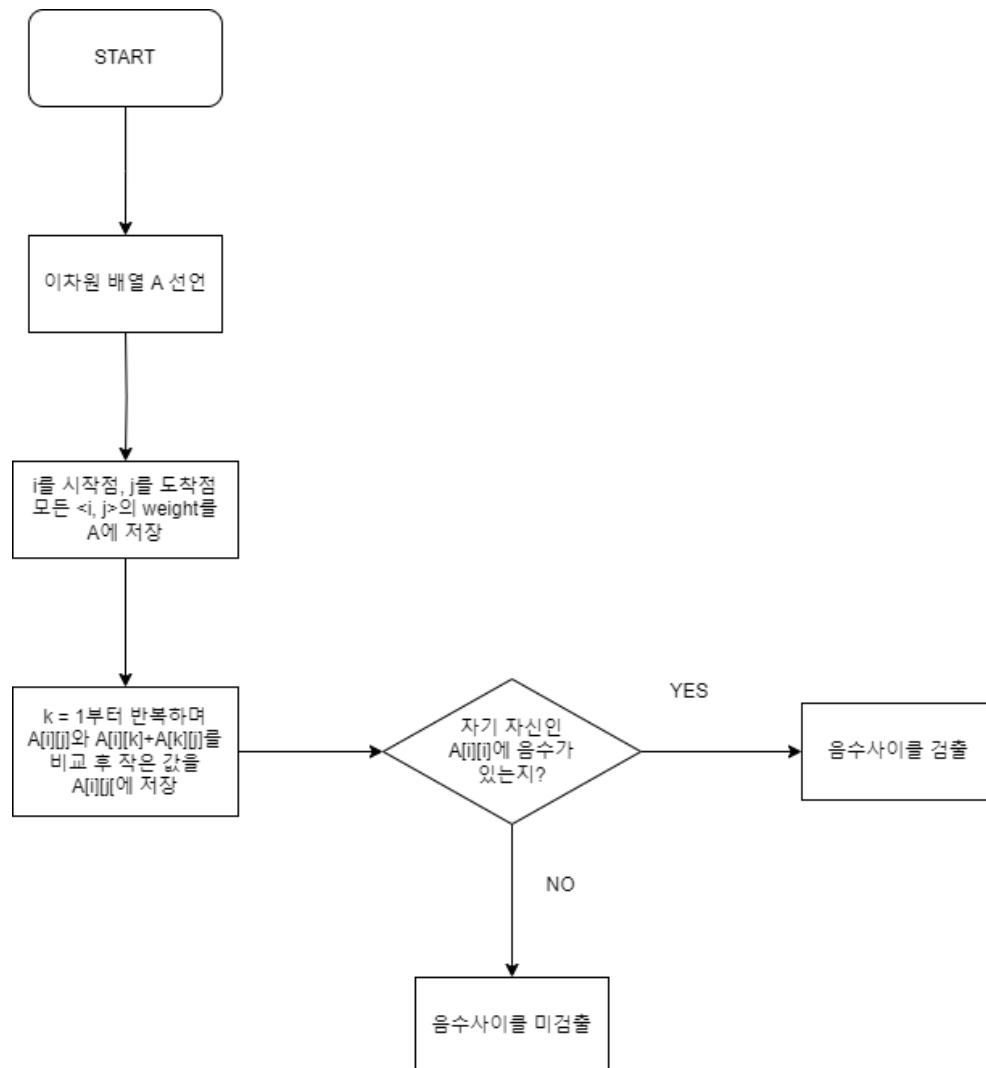 START
이차원 배열 A 선언
i를 시작점, j를 도착점
모든 <i, j>의 weight를
A에 저장
k = 1부터 반복하며
A[i][j]와 A[i][k]+A[k][j]를
비교 후 작은 값을
A[i][j[에 저장
자기 자신인
A[i][i]에 음수가
있는지?
YES
음수사이클 검출
NO
음수사이클 미검출